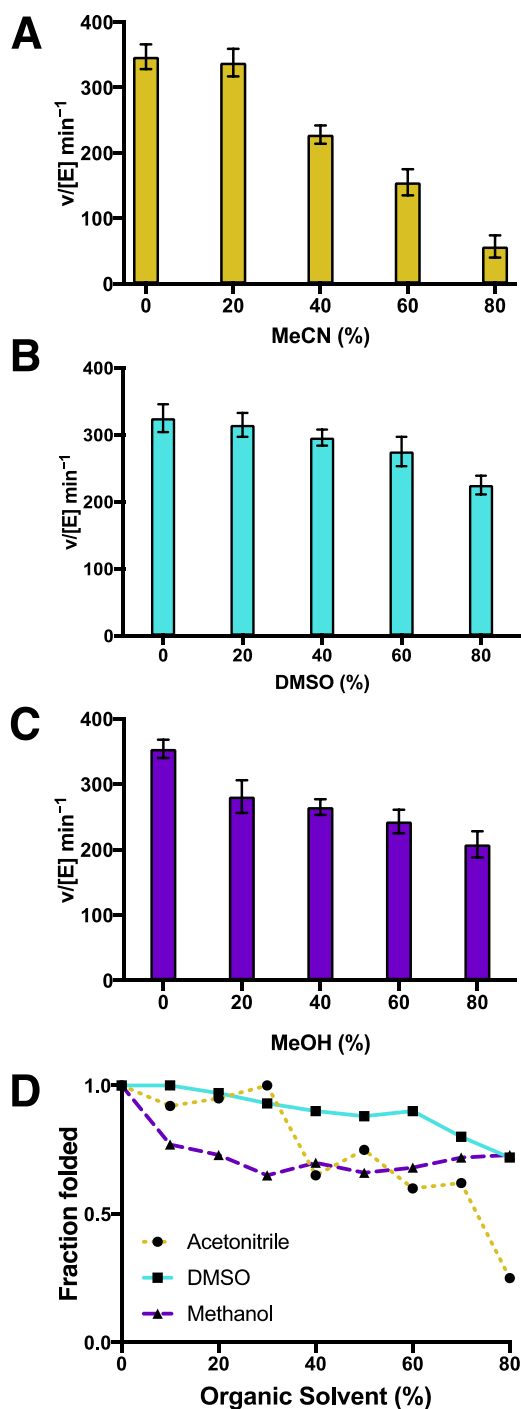 A
400
300
200
100
0
v/[E] min⁻¹
0 20 40 60 80
MeCN (%)
B
400
300
200
100
0
v/[E] min⁻¹
0 20 40 60 80
DMSO (%)
C
400
300
200
100
0
v/[E] min⁻¹
0 20 40 60 80
MeOH (%)
D
1.0
0.5
0.0
Fraction folded
Acetonitrile
DMSO
Methanol
0 20 40 60 80
Organic Solvent (%)